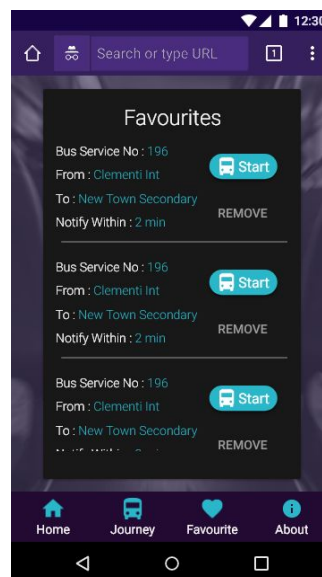 12:30
Search or type URL
1
Favourites
Bus Service No : 196
Start
From : Clementi Int
To : New Town Secondary
REMOVE
Notify Within : 2 min
Bus Service No : 196
Start
From : Clementi Int
To : New Town Secondary
REMOVE
Notify Within : 2 min
Bus Service No : 196
Start
From : Clementi Int
To : New Town Secondary
REMOVE
Home Journey Favourite About